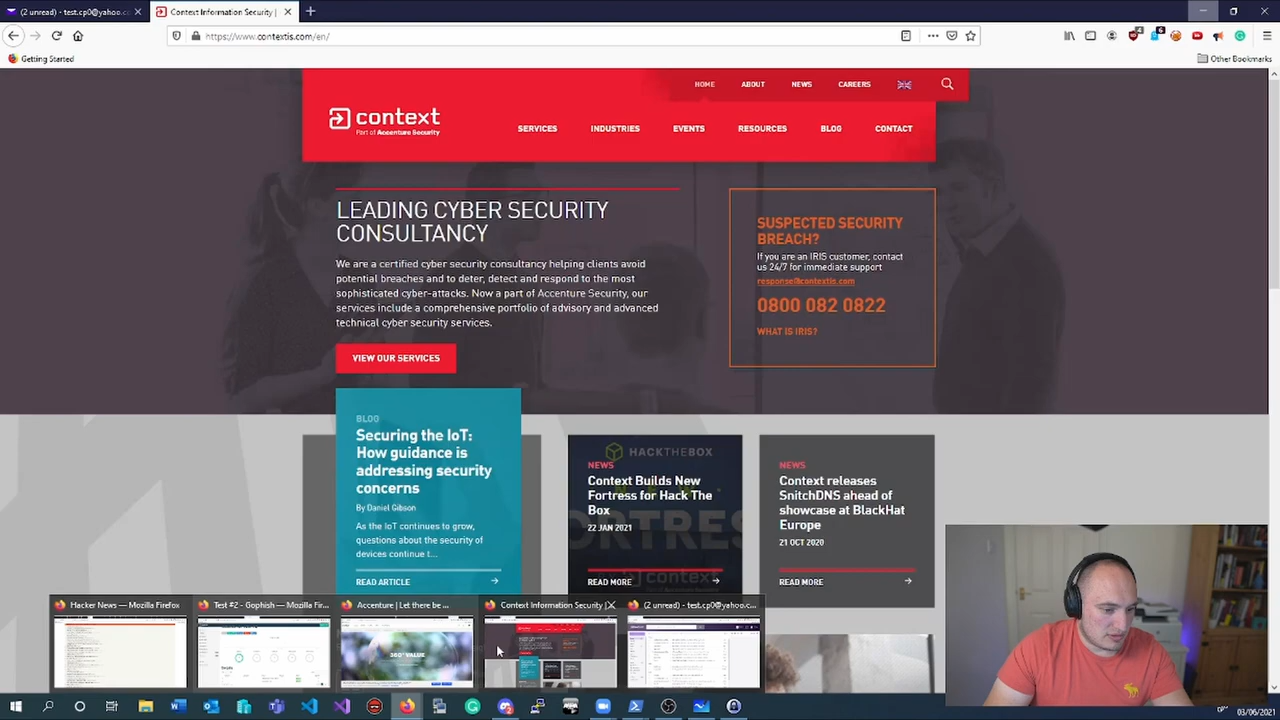 (2 unread) - test.cp0@yahoo.c
Context Information Security |
https://www.contextis.com/en/
Getting Started
Other Bookmarks
HOME
ABOUT
NEWS
CAREERS
context
Part of Accenture Security
SERVICES
INDUSTRIES
EVENTS
RESOURCES
BLOG
CONTACT
LEADING CYBER SECURITY
CONSULTANCY
We are a certified cyber security consultancy helping clients avoid
potential breaches and to deter, detect and respond to the most
sophisticated cyber-attacks. Now a part of Accenture Security, our
services include a comprehensive portfolio of advisory and advanced
technical cyber security services.
VIEW OUR SERVICES
SUSPECTED SECURITY
BREACH?
If you are an IRIS customer, contact
us 24/7 for immediate support
response@contextis.com
0800 082 0822
WHAT IS IRIS?
BLOG
Securing the IoT:
How guidance is
addressing security
concerns
By Daniel Gibson
As the IoT continues to grow,
questions about the security of
devices continue t...
READ ARTICLE
HACKTHEBOX
NEWS
Context Builds New
Fortress for Hack The
Box
22 JAN 2021
FORTRESS
context
READ MORE
NEWS
Context releases
SnitchDNS ahead of
showcase at BlackHat
Europe
21 OCT 2020
READ MORE
Hacker News — Mozilla Firefox
Test #2 - Gophish — Mozilla Fir...
Accenture | Let there be ...
Context Information Security |
(2 unread) - test.cp0@yahoo.c...
360° VALUE
03/06/2021